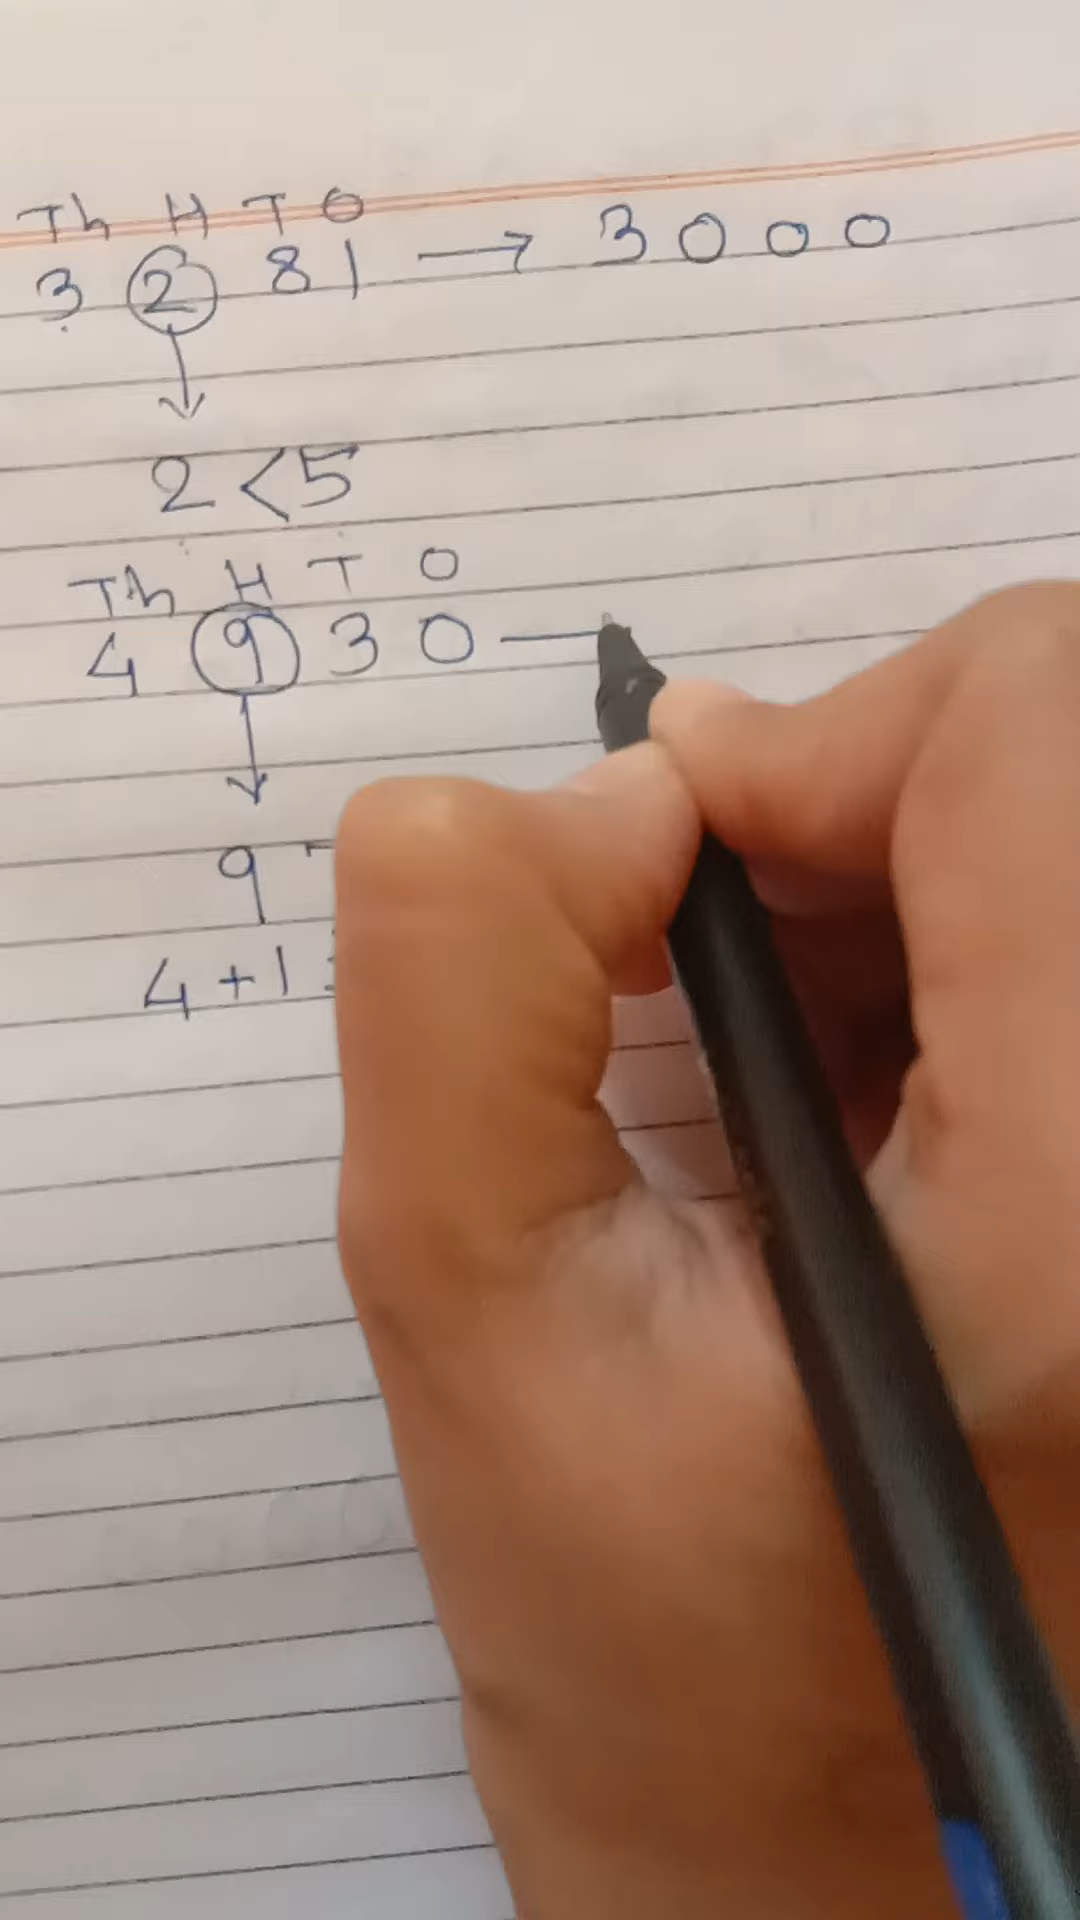 Th H T O
3 2 8 1 → 3 0 0 0
2 < 5
Th H T O
4 9 3 0 —
9
4 + 1